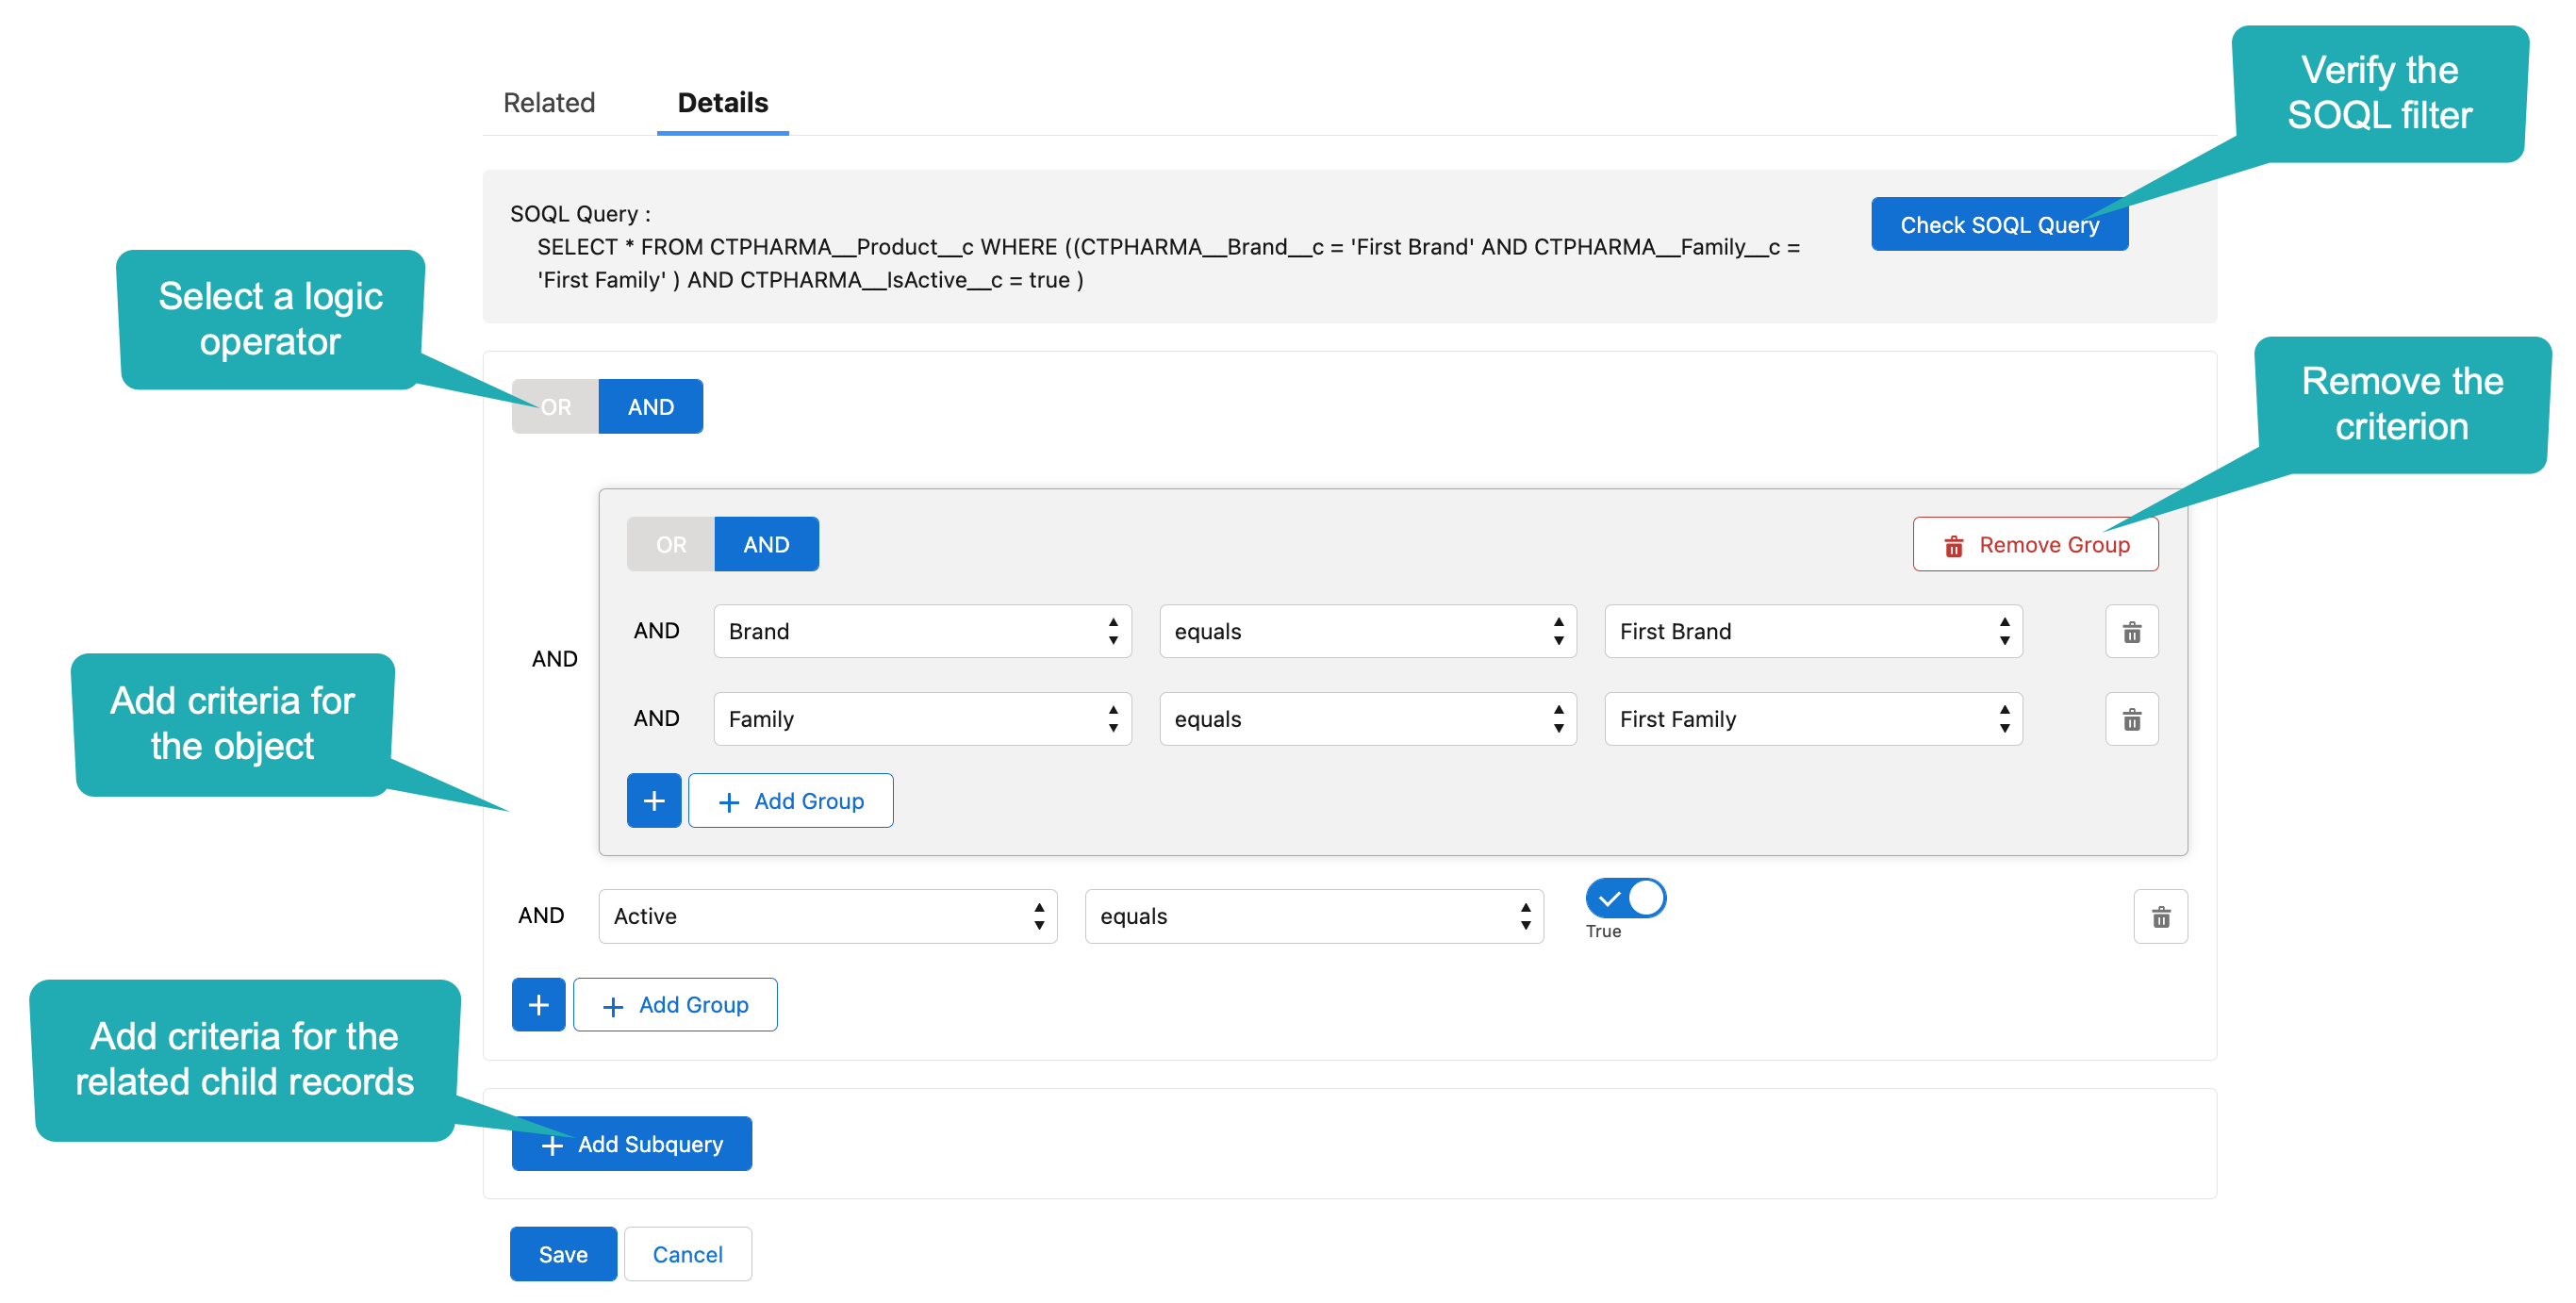 Verify the
SOQL filter
Related
Details
SOQL Query :
SELECT * FROM CTPHARMA__Product__c WHERE ((CTPHARMA__Brand__c = 'First Brand' AND CTPHARMA__Family__c =
'First Family' ) AND CTPHARMA__IsActive__c = true )
Check SOQL Query
Select a logic
operator
OR
AND
Remove the
criterion
AND
OR
AND
Remove Group
AND
Brand
equals
First Brand
AND
Family
equals
First Family
+
+ Add Group
Add criteria for
the object
AND
Active
equals
True
+
+ Add Group
Add criteria for the
related child records
+ Add Subquery
Save
Cancel